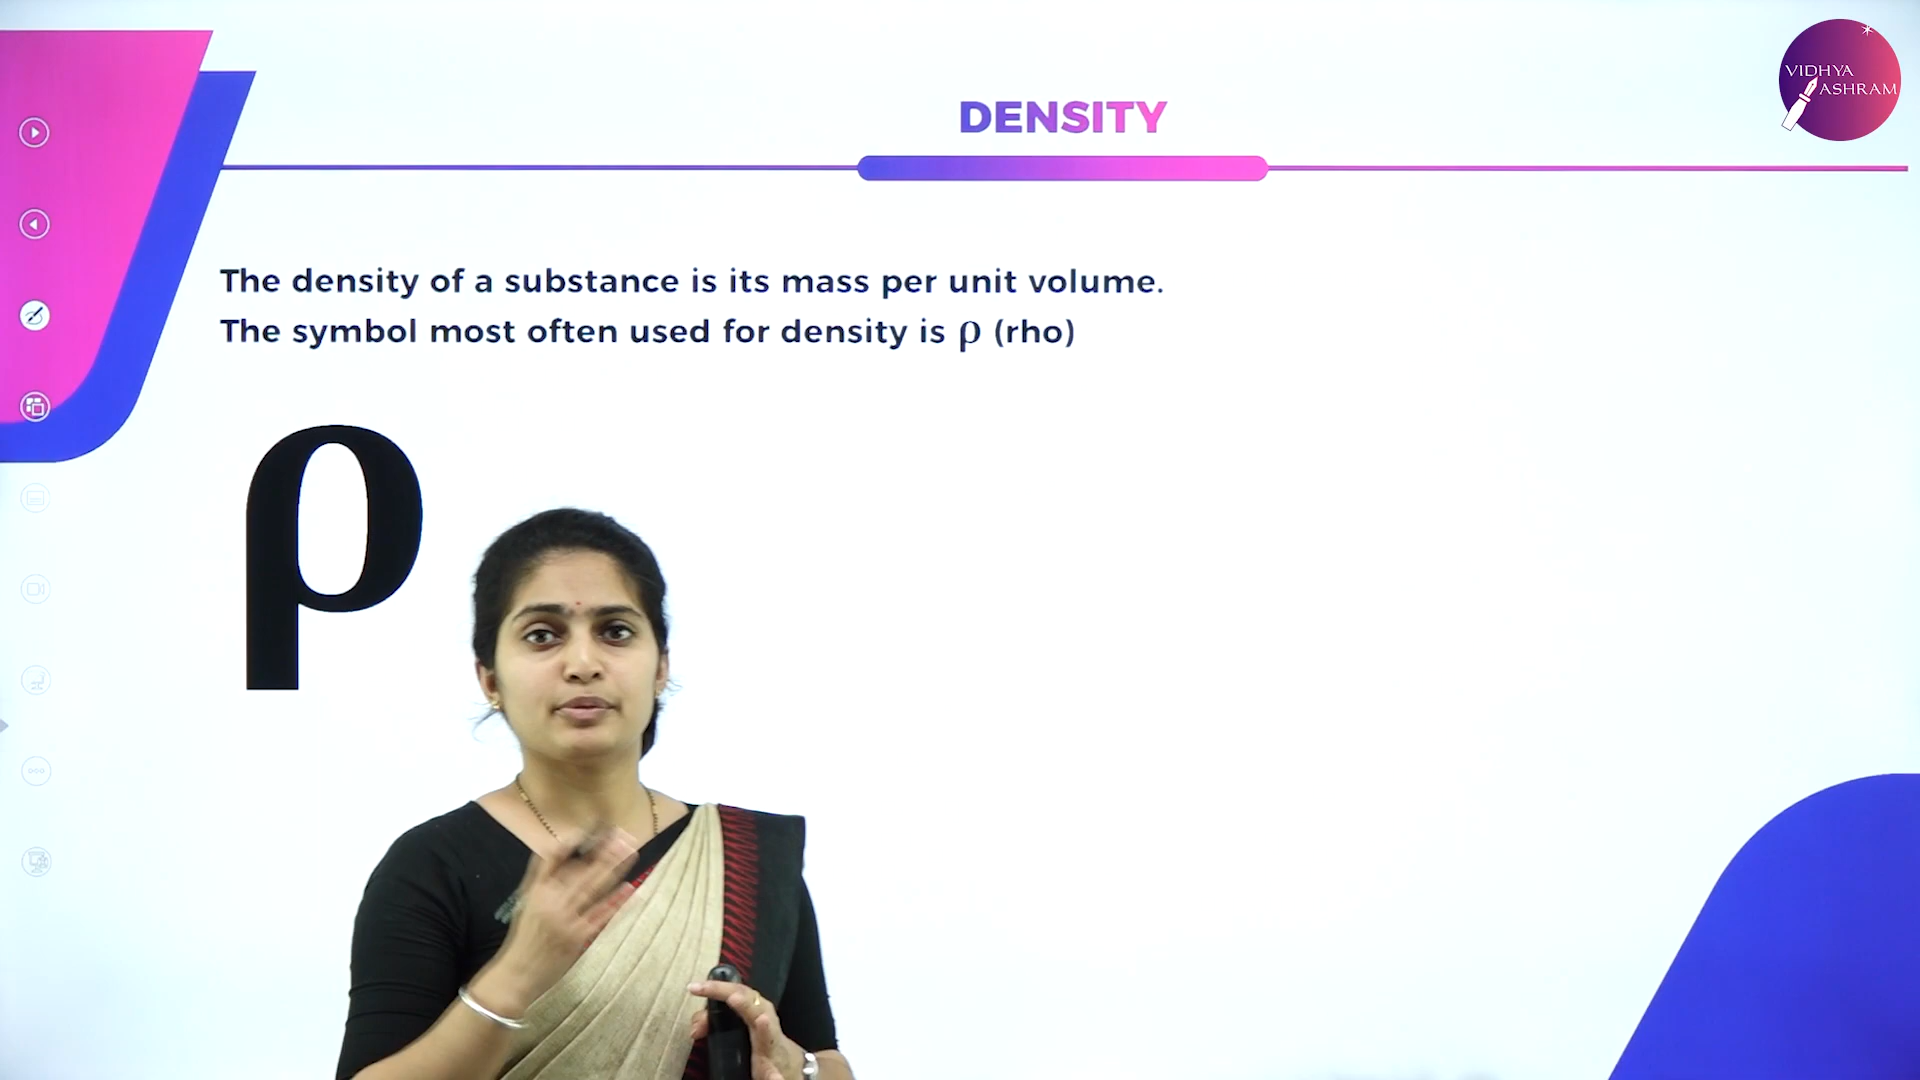 VIDHYA
ASHRAM
DENSITY
The density of a substance is its mass per unit volume.
The symbol most often used for density is ρ (rho)
ρ